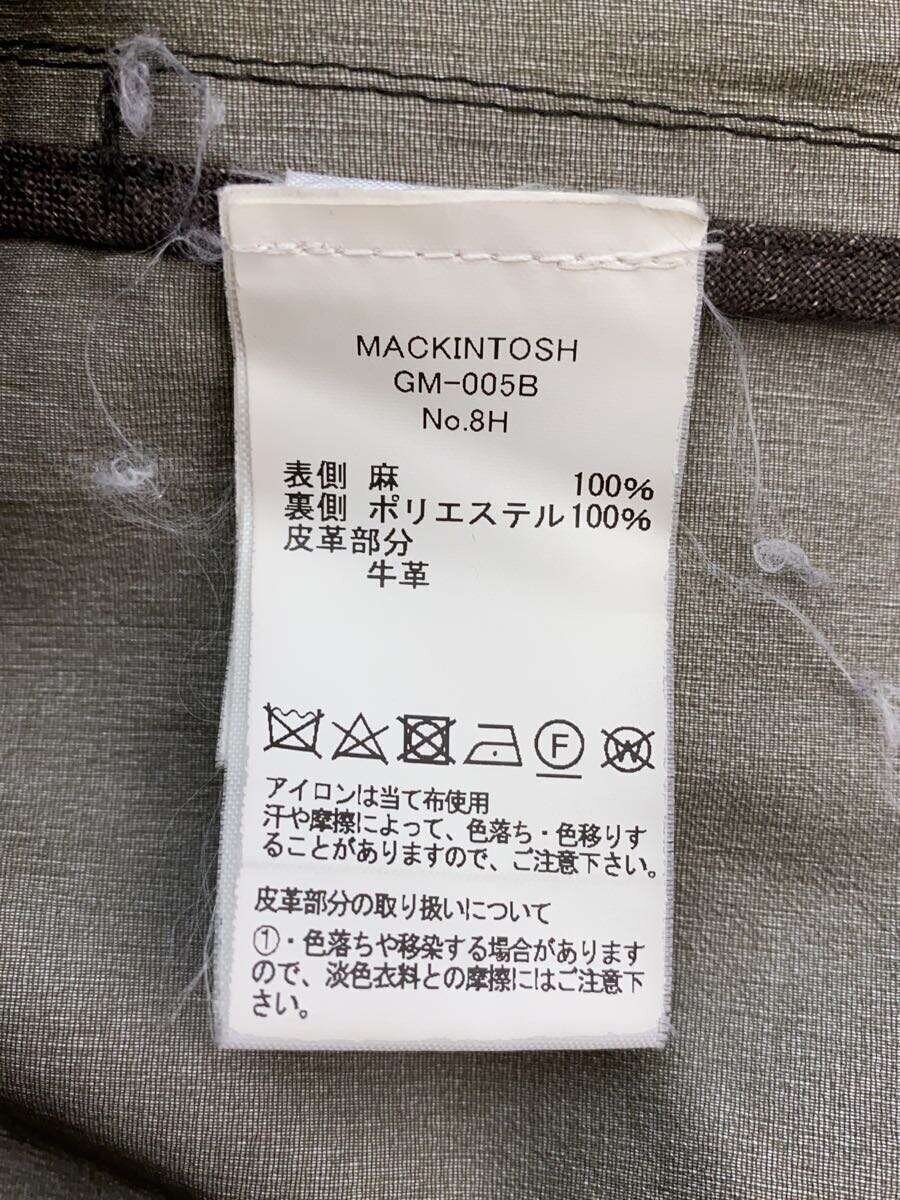 MACKINTOSH
GM-005B
No.8H
表側 麻 100%
裏側 ポリエステル100%
皮革部分
牛革
F W
アイロンは当て布使用
汗や摩擦によって、色落ち・色移りす
ることがありますので、ご注意下さい。
皮革部分の取り扱いについて
①・色落ちや移染する場合があります
ので、淡色衣料との摩擦にはご注意下
さい。